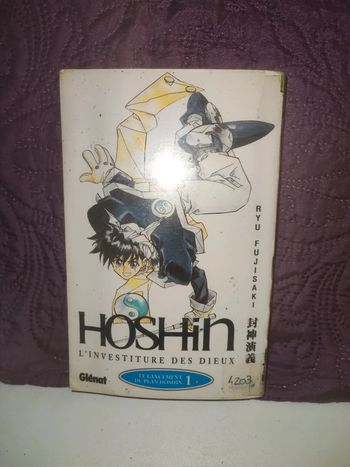 RYU FUJISAKI
封神演義
HOSHIN
L'INVESTITURE DES DIEUX
Glénat
LE LANCEMENT
DU PLAN HOSHIN 1
4203